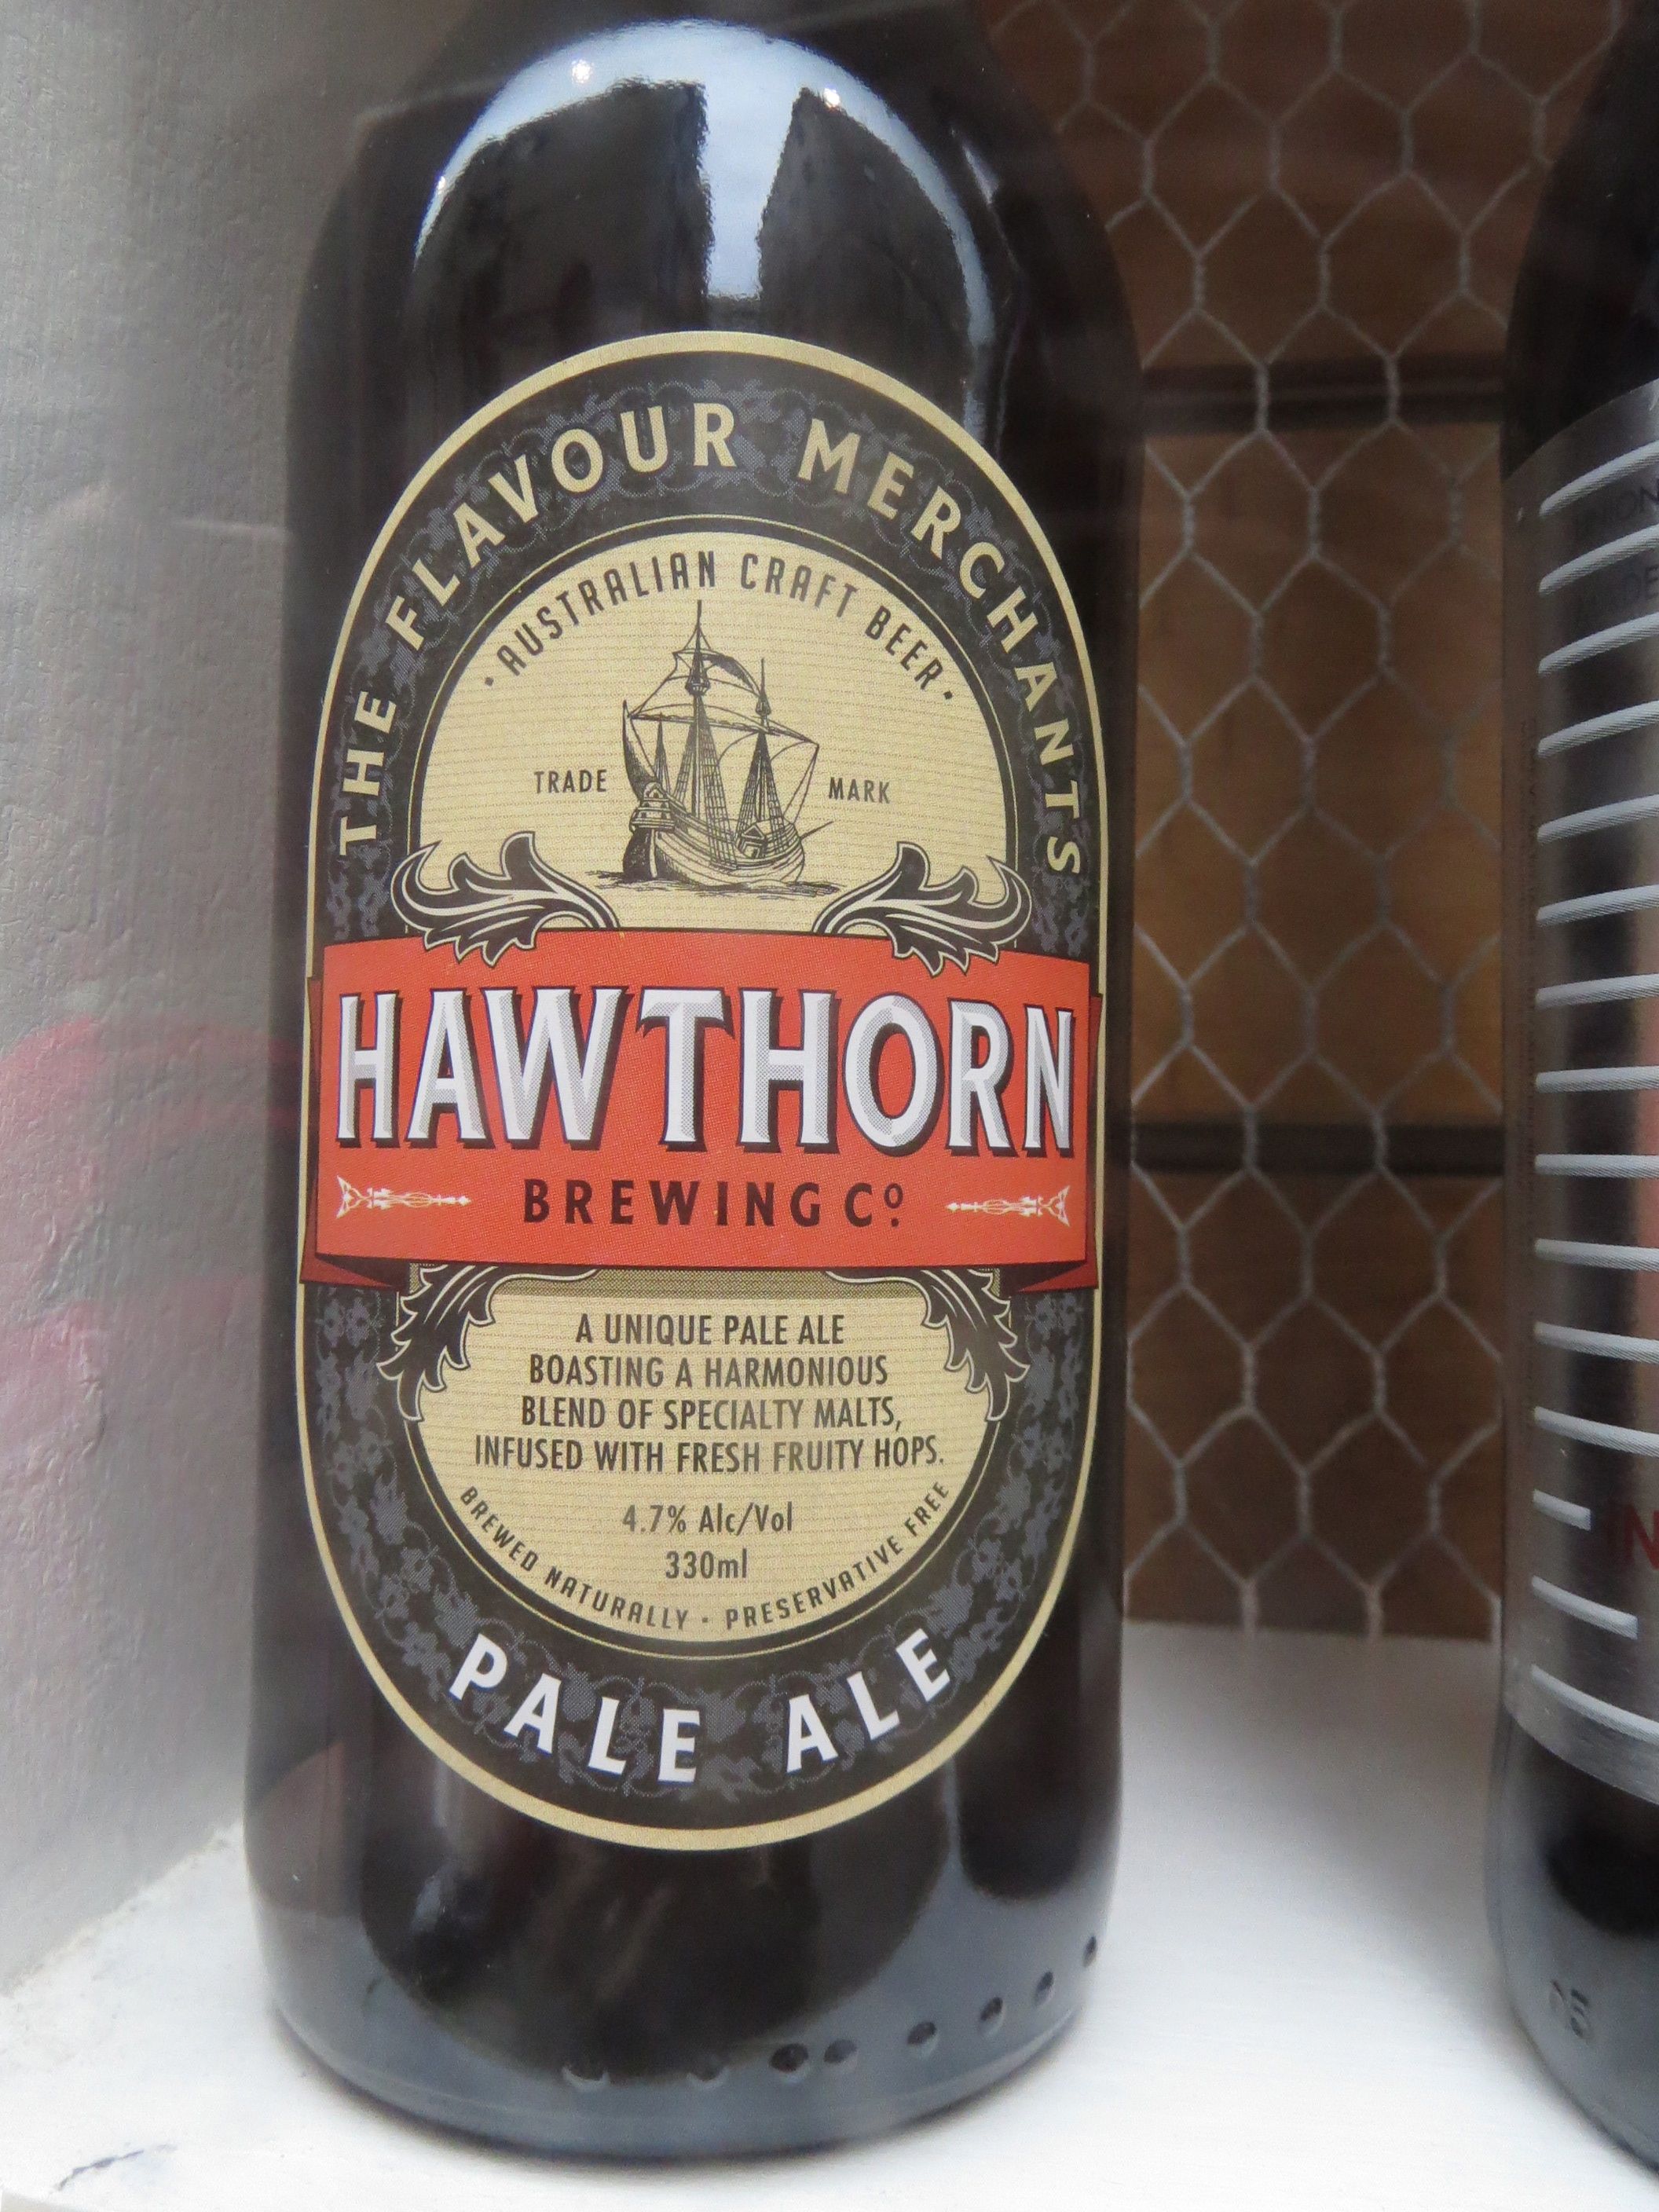 THE FLAVOUR MERCHANTS
· AUSTRALIAN CRAFT BEER ·
TRADE MARK
HAWTHORN
BREWING Cº
A UNIQUE PALE ALE
BOASTING A HARMONIOUS
BLEND OF SPECIALTY MALTS,
INFUSED WITH FRESH FRUITY HOPS.
4.7% Alc/Vol
330ml
BREWED NATURALLY · PRESERVATIVE FREE
PALE ALE